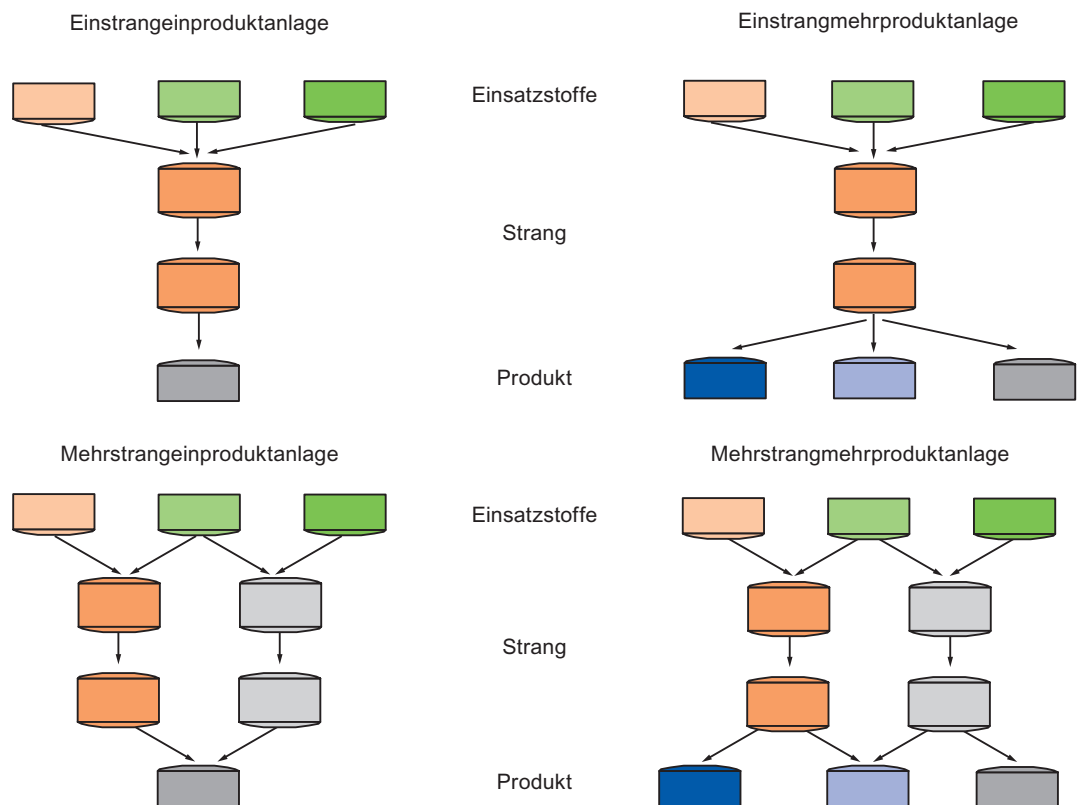 Einstrangeinproduktanlage
Einstrangmehrproduktanlage
Einsatzstoffe
Strang
Produkt
Mehrstrangeinproduktanlage
Mehrstrangmehrproduktanlage
Einsatzstoffe
Strang
Produkt